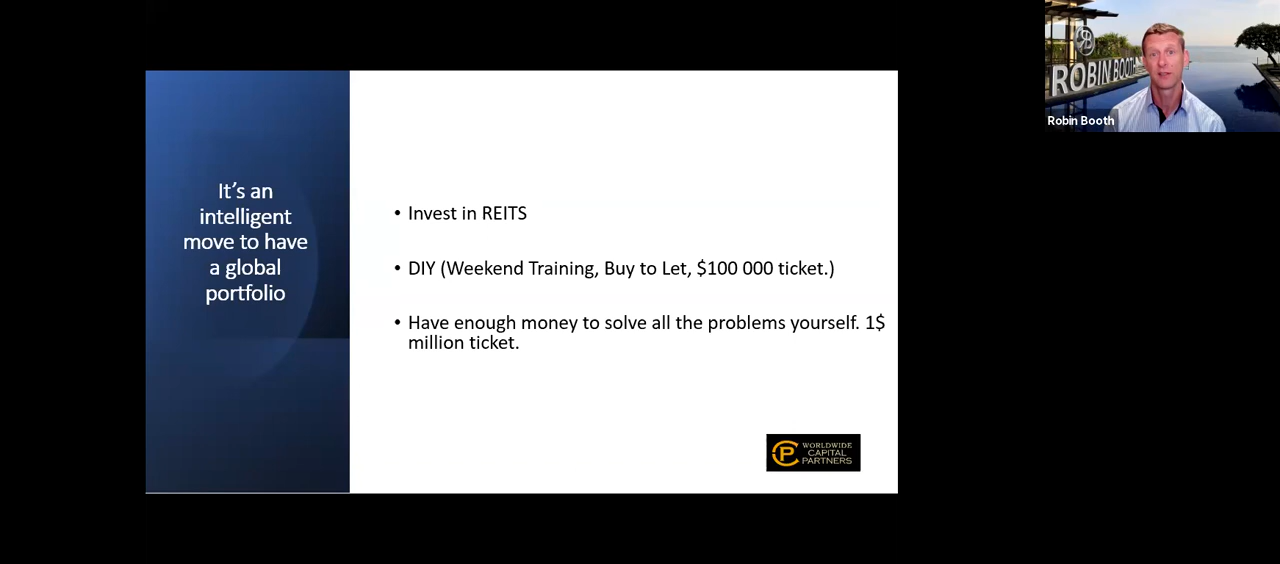 It’s an
intelligent
move to have
a global
portfolio
• Invest in REITS
• DIY (Weekend Training, Buy to Let, $100 000 ticket.)
• Have enough money to solve all the problems yourself. 1$
million ticket.
WORLDWIDE
CAPITAL
PARTNERS
ROBIN BOOTH
Robin Booth